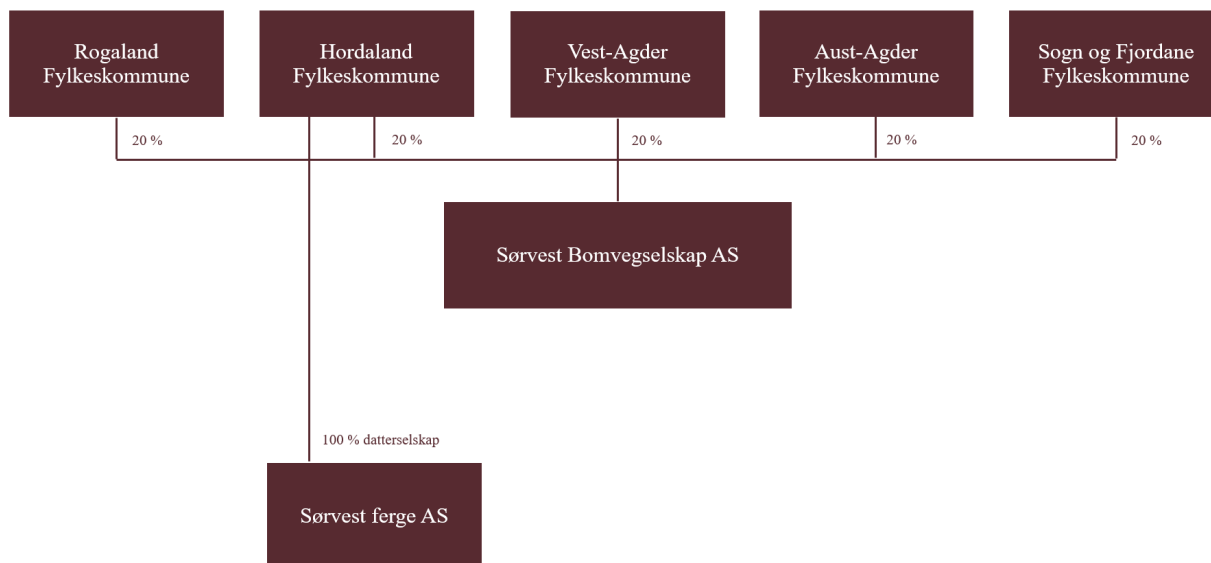 Rogaland
Fylkeskommune
Hordaland
Fylkeskommune
Vest-Agder
Fylkeskommune
Aust-Agder
Fylkeskommune
Sogn og Fjordane
Fylkeskommune
20 %
20 %
20 %
20 %
20 %
Sørvest Bomvegselskap AS
100 % datterselskap
Sørvest ferge AS